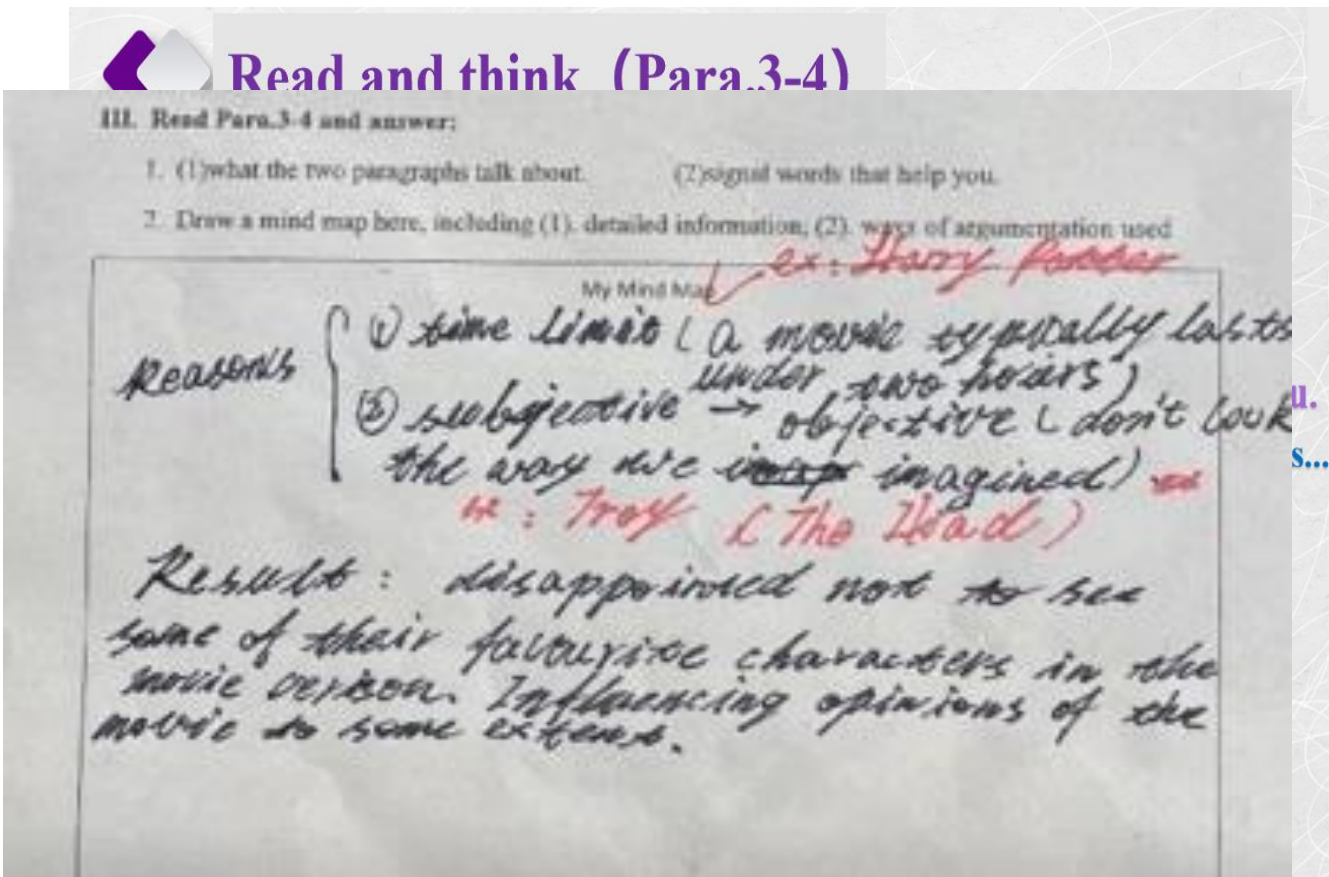 Read and think (Para.3-4)
III. Read Para.3-4 and answer:
1. (1)what the two paragraphs talk about. (2)signal words that help you.
2. Draw a mind map here, including (1). detailed information, (2). ways of argumentation used
ex: Harry Potter
My Mind Map
Reasons
① time limit (a movie typically lasts
under two hours)
② subjective → objective (don't look
the way we imagined)
: Troy (The Iliad)
Result: disappointed not to see
some of their favourite characters in the
movie verison. Influencing opinions of the
movie to some extent.
u.
s...